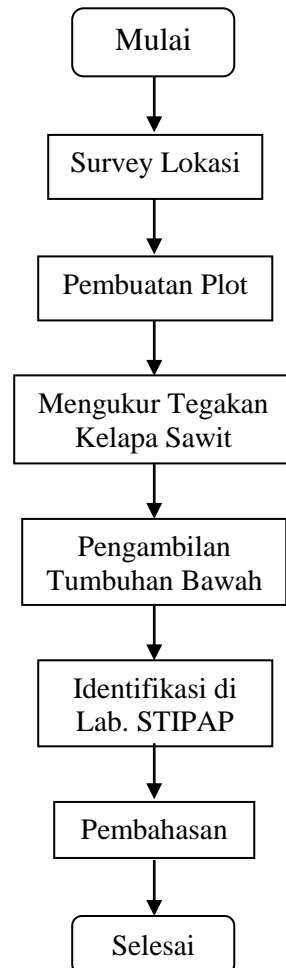 Mulai
Survey Lokasi
Pembuatan Plot
Mengukur Tegakan
Kelapa Sawit
Pengambilan
Tumbuhan Bawah
Identifikasi di
Lab. STIPAP
Pembahasan
Selesai